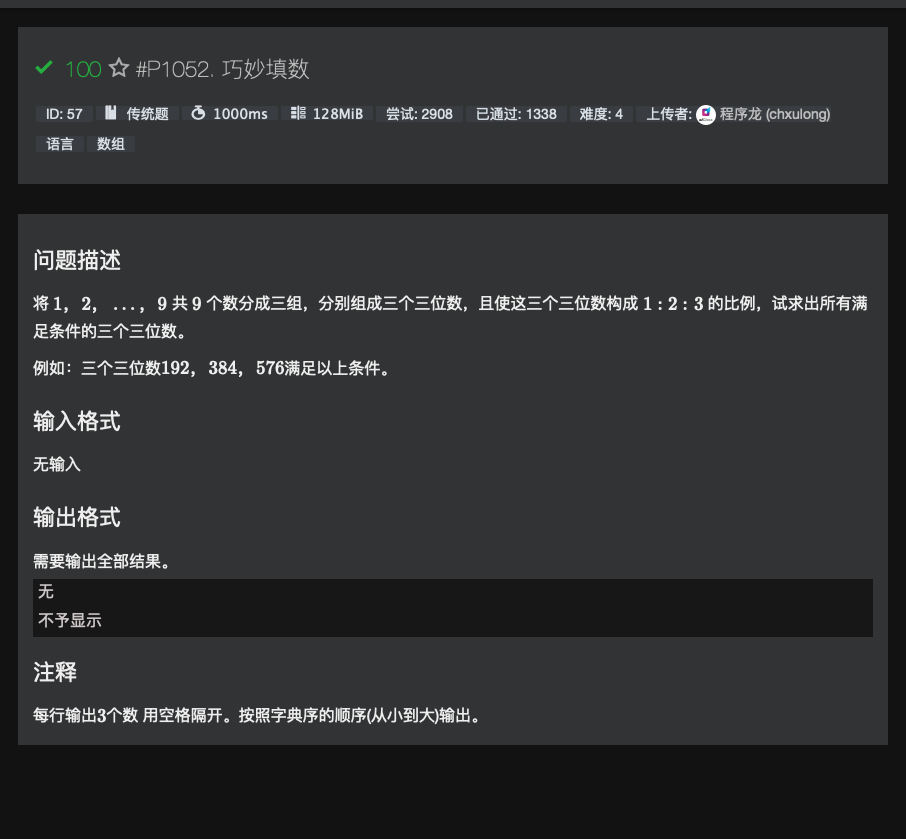 100 #P1052. 巧妙填数
ID: 57 传统题 1000ms 128MiB 尝试: 2908 已通过: 1338 难度: 4 上传者: 程序龙 (chxulong)
语言 数组
问题描述
将 1， 2， ...， 9 共 9 个数分成三组，分别组成三个三位数，且使这三个三位数构成 1 : 2 : 3 的比例，试求出所有满
足条件的三个三位数。
例如：三个三位数192， 384， 576满足以上条件。
输入格式
无输入
输出格式
需要输出全部结果。
无
不予显示
注释
每行输出3个数 用空格隔开。按照字典序的顺序(从小到大)输出。